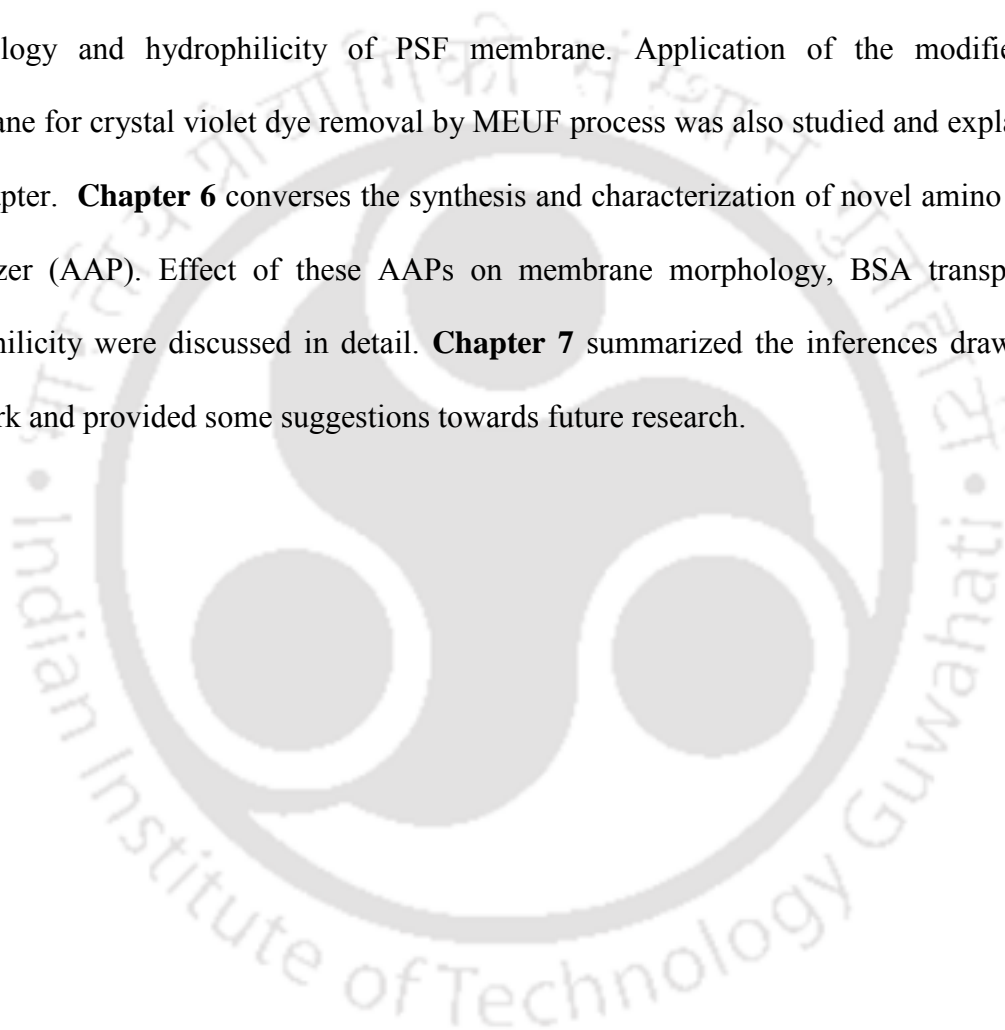 ology and hydrophilicity of PSF membrane. Application of the modifie
ane for crystal violet dye removal by MEUF process was also studied and expla
pter. Chapter 6 converses the synthesis and characterization of novel amino
zer (AAP). Effect of these AAPs on membrane morphology, BSA transp
hilicity were discussed in detail. Chapter 7 summarized the inferences draw
rk and provided some suggestions towards future research.
Indian Institute of Technology Guwahati